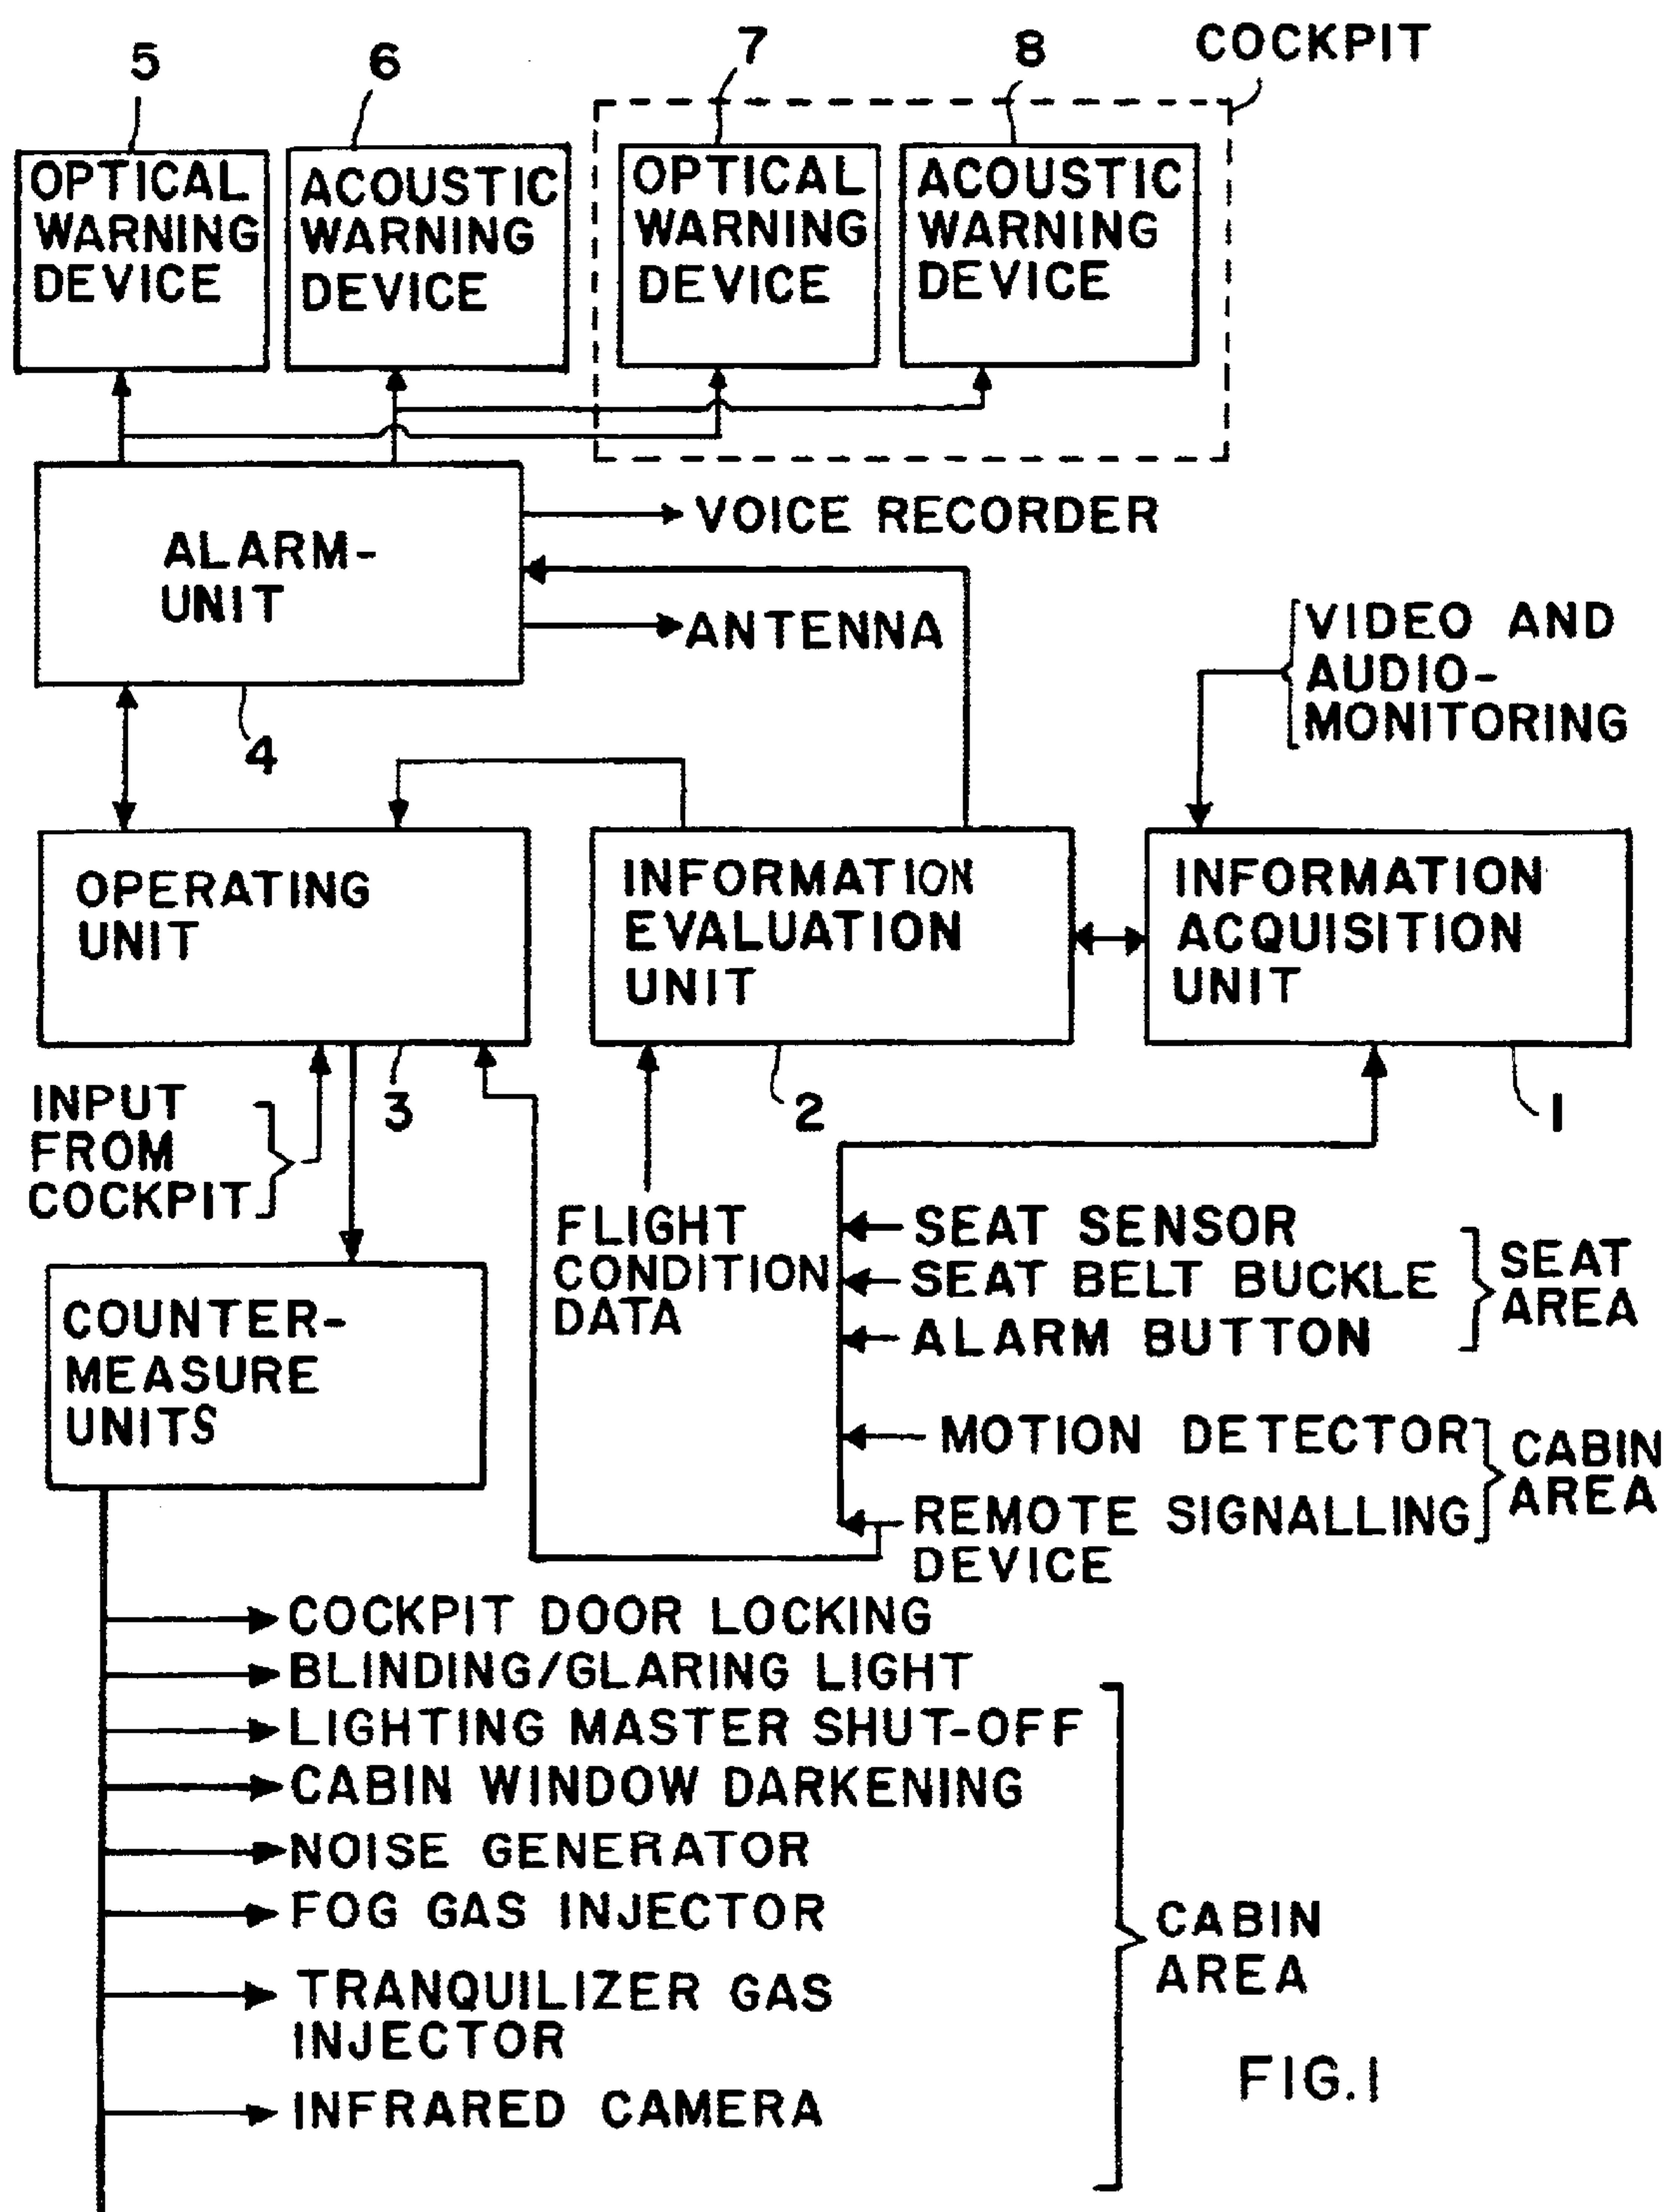 5
6
7
8
COCKPIT
OPTICAL
WARNING
DEVICE
ACOUSTIC
WARNING
DEVICE
OPTICAL
WARNING
DEVICE
ACOUSTIC
WARNING
DEVICE
ALARM-
UNIT
VOICE RECORDER
ANTENNA
4
VIDEO AND
AUDIO-
MONITORING
OPERATING
UNIT
INFORMATION
EVALUATION
UNIT
INFORMATION
ACQUISITION
UNIT
INPUT
FROM
COCKPIT
3
2
1
FLIGHT
CONDITION
DATA
SEAT SENSOR
SEAT BELT BUCKLE
ALARM BUTTON
SEAT
AREA
MOTION DETECTOR
REMOTE SIGNALLING
DEVICE
CABIN
AREA
COUNTER-
MEASURE
UNITS
COCKPIT DOOR LOCKING
BLINDING/GLARING LIGHT
LIGHTING MASTER SHUT-OFF
CABIN WINDOW DARKENING
NOISE GENERATOR
FOG GAS INJECTOR
TRANQUILIZER GAS
INJECTOR
INFRARED CAMERA
CABIN
AREA
FIG.1